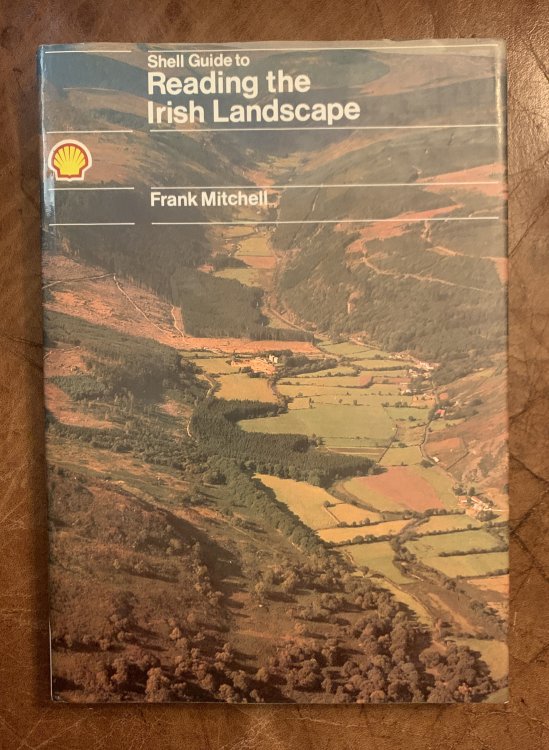 Shell Guide to
Reading the
Irish Landscape
Frank Mitchell